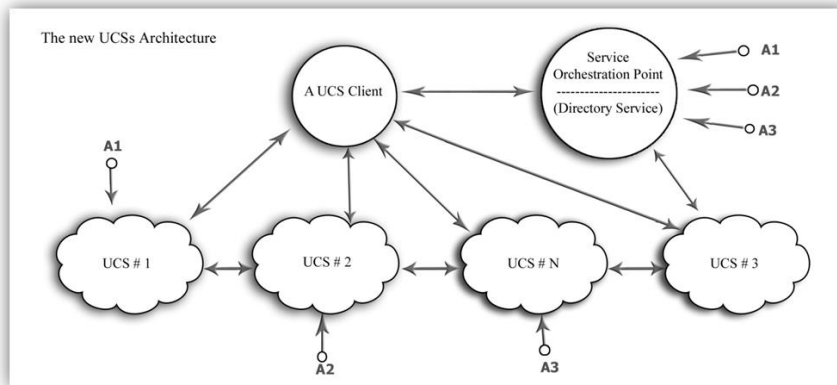 The new UCSs Architecture
A UCS Client
Service
Orchestration Point
-----------------------
(Directory Service)
A1
A2
A3
A1
UCS # 1
UCS # 2
UCS # N
UCS # 3
A2
A3